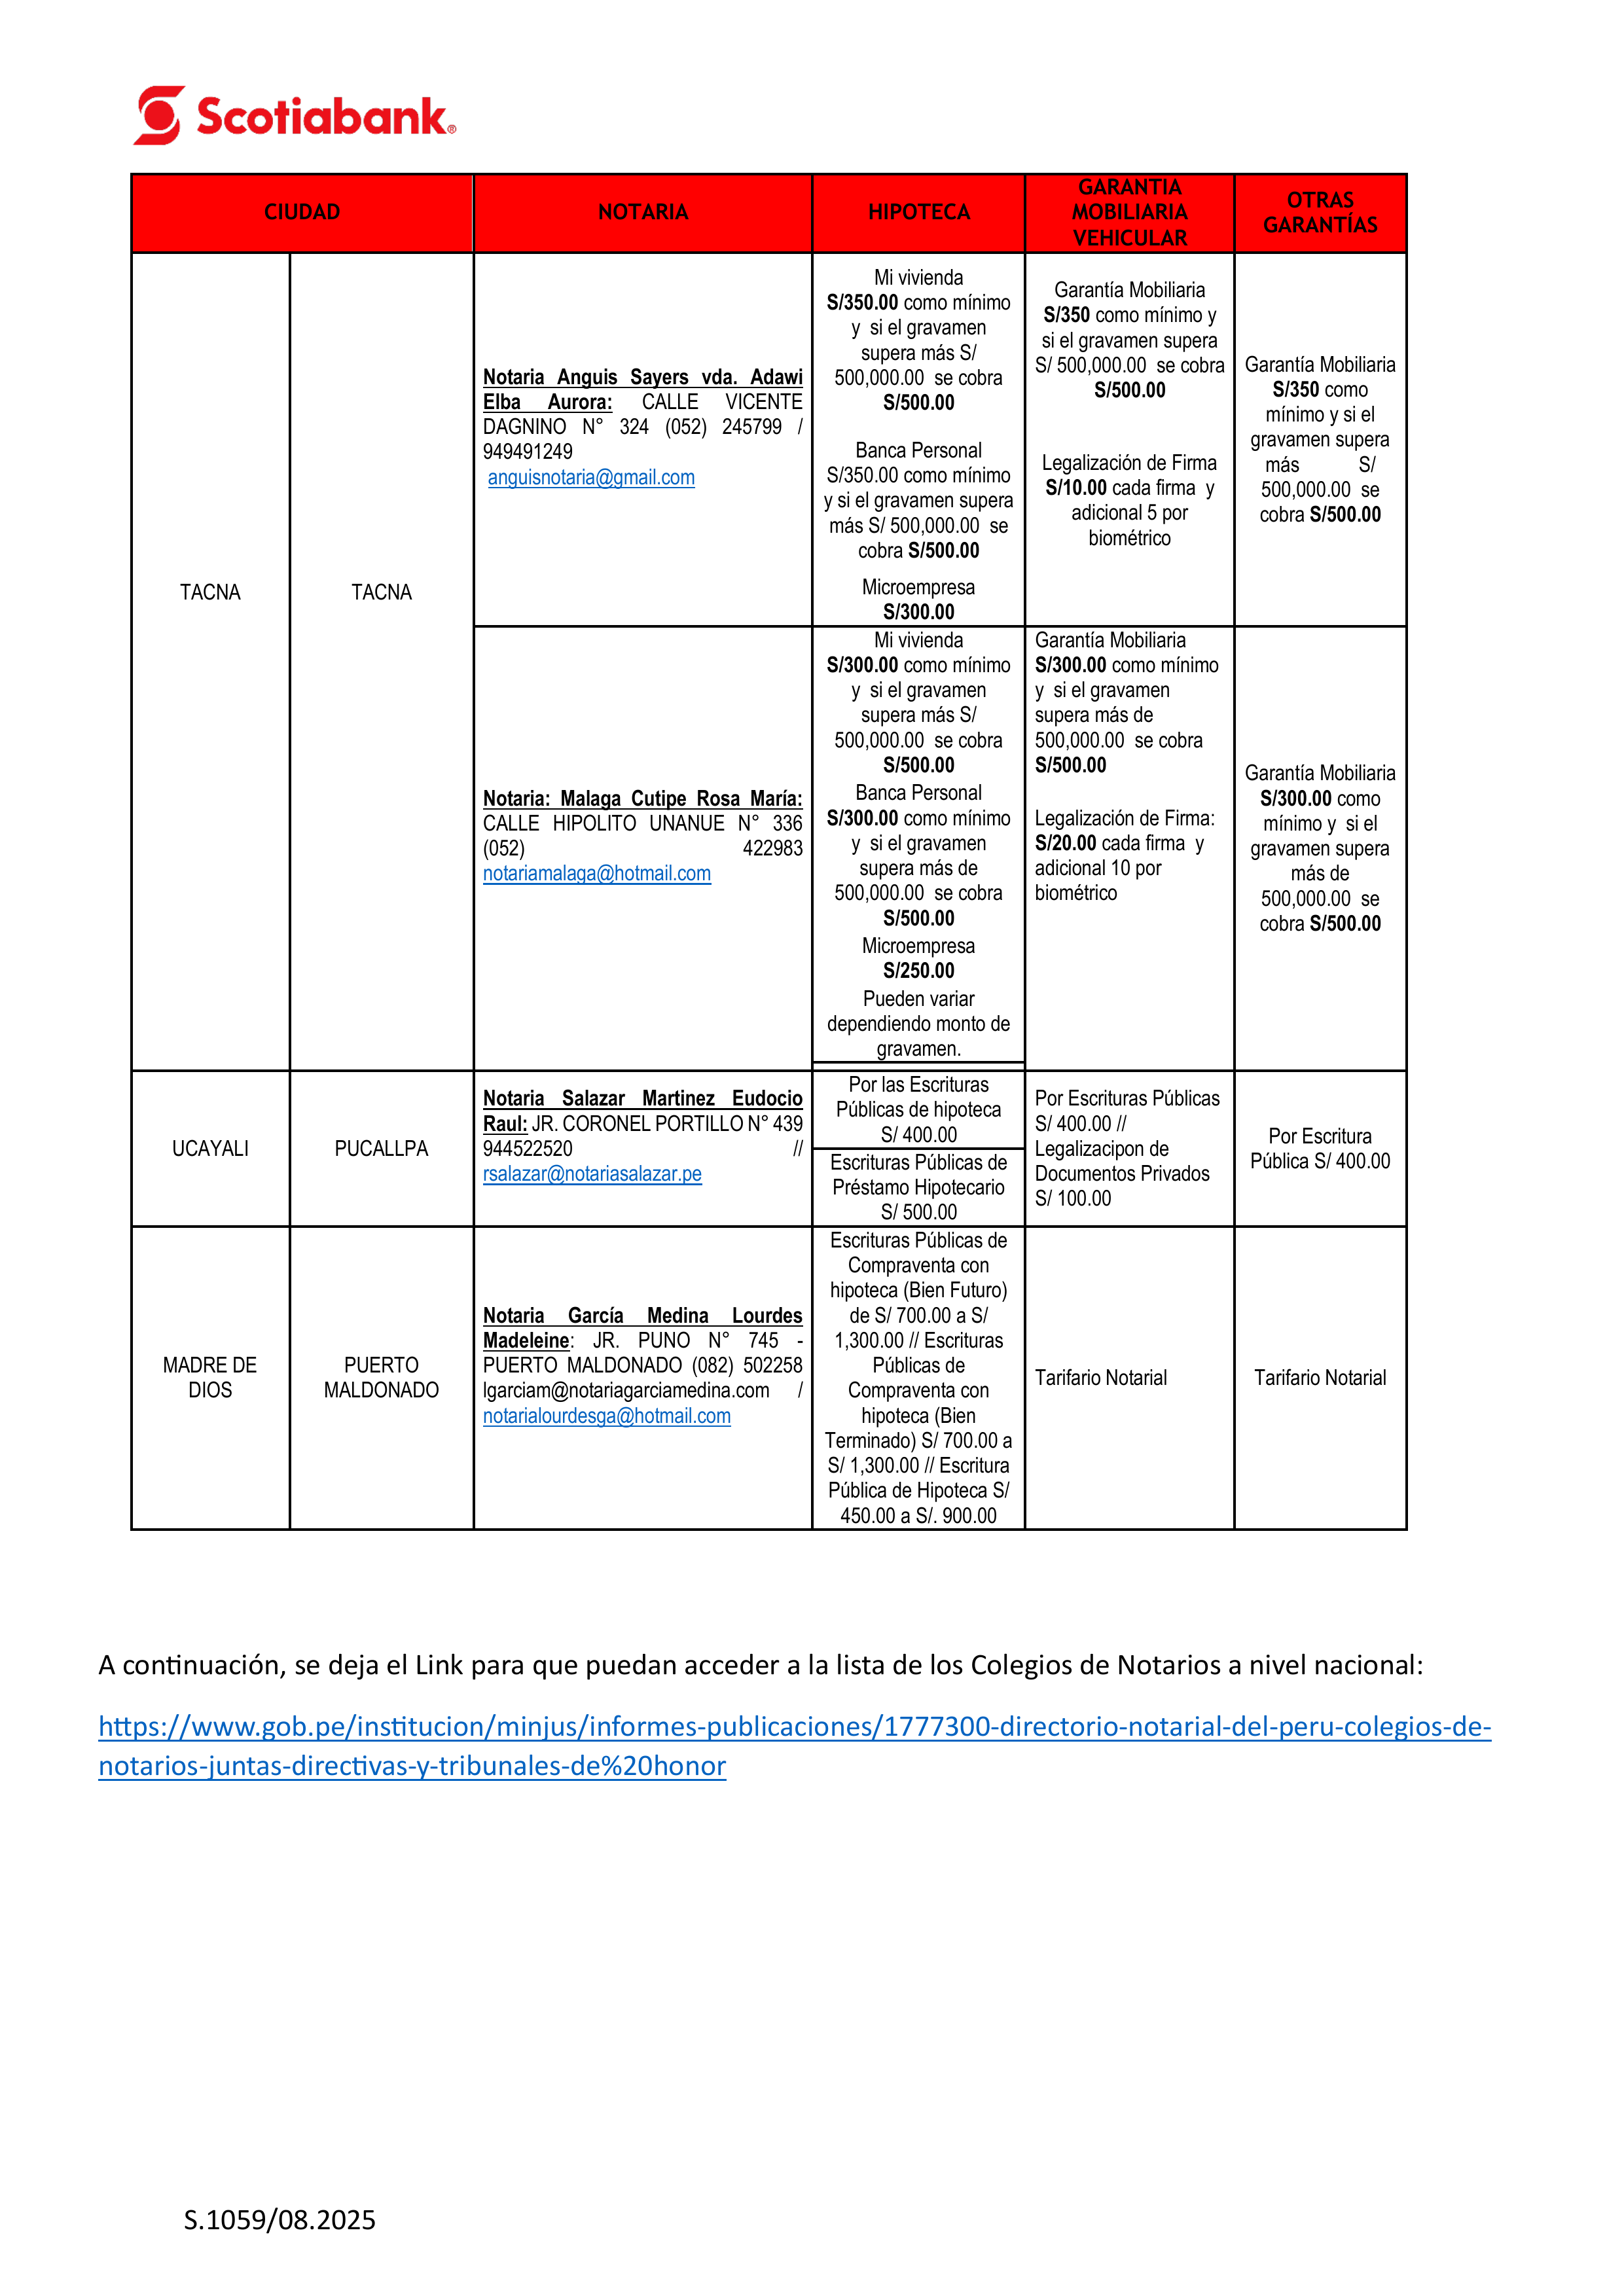 Scotiabank®
CIUDAD
NOTARIA
HIPOTECA
GARANTIA
MOBILIARIA
VEHICULAR
OTRAS
GARANTÍAS
TACNA
TACNA
Notaria Anguis Sayers vda. Adawi
Elba Aurora: CALLE VICENTE
DAGNINO N° 324 (052) 245799 /
949491249
anguisnotaria@gmail.com
Mi vivienda
S/350.00 como mínimo
y si el gravamen
supera más S/
500,000.00 se cobra
S/500.00
Banca Personal
S/350.00 como mínimo
y si el gravamen supera
más S/ 500,000.00 se
cobra S/500.00
Microempresa
S/300.00
Garantía Mobiliaria
S/350 como mínimo y
si el gravamen supera
S/ 500,000.00 se cobra
S/500.00
Legalización de Firma
S/10.00 cada firma y
adicional 5 por
biométrico
Garantía Mobiliaria
S/350 como
mínimo y si el
gravamen supera
más S/
500,000.00 se
cobra S/500.00
Notaria: Malaga Cutipe Rosa María:
CALLE HIPOLITO UNANUE N° 336
(052) 422983
notariamalaga@hotmail.com
Mi vivienda
S/300.00 como mínimo
y si el gravamen
supera más S/
500,000.00 se cobra
S/500.00
Banca Personal
S/300.00 como mínimo
y si el gravamen
supera más de
500,000.00 se cobra
S/500.00
Microempresa
S/250.00
Pueden variar
dependiendo monto de
gravamen.
Garantía Mobiliaria
S/300.00 como mínimo
y si el gravamen
supera más de
500,000.00 se cobra
S/500.00
Legalización de Firma:
S/20.00 cada firma y
adicional 10 por
biométrico
Garantía Mobiliaria
S/300.00 como
mínimo y si el
gravamen supera
más de
500,000.00 se
cobra S/500.00
UCAYALI
PUCALLPA
Notaria Salazar Martinez Eudocio
Raul: JR. CORONEL PORTILLO N° 439
944522520 //
rsalazar@notariasalazar.pe
Por las Escrituras
Públicas de hipoteca
S/ 400.00
Escrituras Públicas de
Préstamo Hipotecario
S/ 500.00
Por Escrituras Públicas
S/ 400.00 //
Legalizacipon de
Documentos Privados
S/ 100.00
Por Escritura
Pública S/ 400.00
MADRE DE
DIOS
PUERTO
MALDONADO
Notaria García Medina Lourdes
Madeleine: JR. PUNO N° 745 -
PUERTO MALDONADO (082) 502258
lgarciam@notariagarciamedina.com /
notarialourdesga@hotmail.com
Escrituras Públicas de
Compraventa con
hipoteca (Bien Futuro)
de S/ 700.00 a S/
1,300.00 // Escrituras
Públicas de
Compraventa con
hipoteca (Bien
Terminado) S/ 700.00 a
S/ 1,300.00 // Escritura
Pública de Hipoteca S/
450.00 a S/. 900.00
Tarifario Notarial
Tarifario Notarial
A continuación, se deja el Link para que puedan acceder a la lista de los Colegios de Notarios a nivel nacional:
https://www.gob.pe/institucion/minjus/informes-publicaciones/1777300-directorio-notarial-del-peru-colegios-de-
notarios-juntas-directivas-y-tribunales-de%20honor
S.1059/08.2025